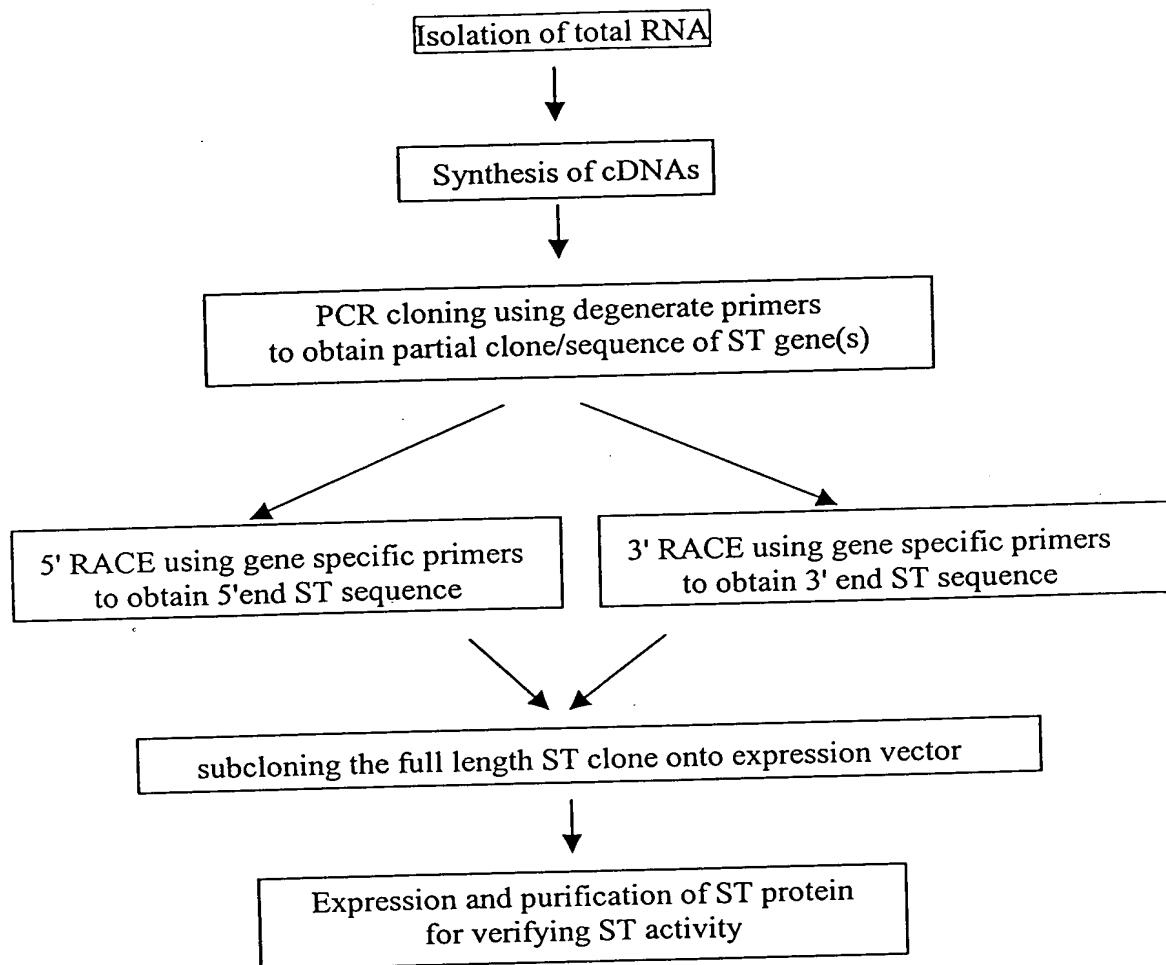 Isolation of total RNA
Synthesis of cDNAs
PCR cloning using degenerate primers
to obtain partial clone/sequence of ST gene(s)
5' RACE using gene specific primers
to obtain 5'end ST sequence
3' RACE using gene specific primers
to obtain 3' end ST sequence
subcloning the full length ST clone onto expression vector
Expression and purification of ST protein
for verifying ST activity